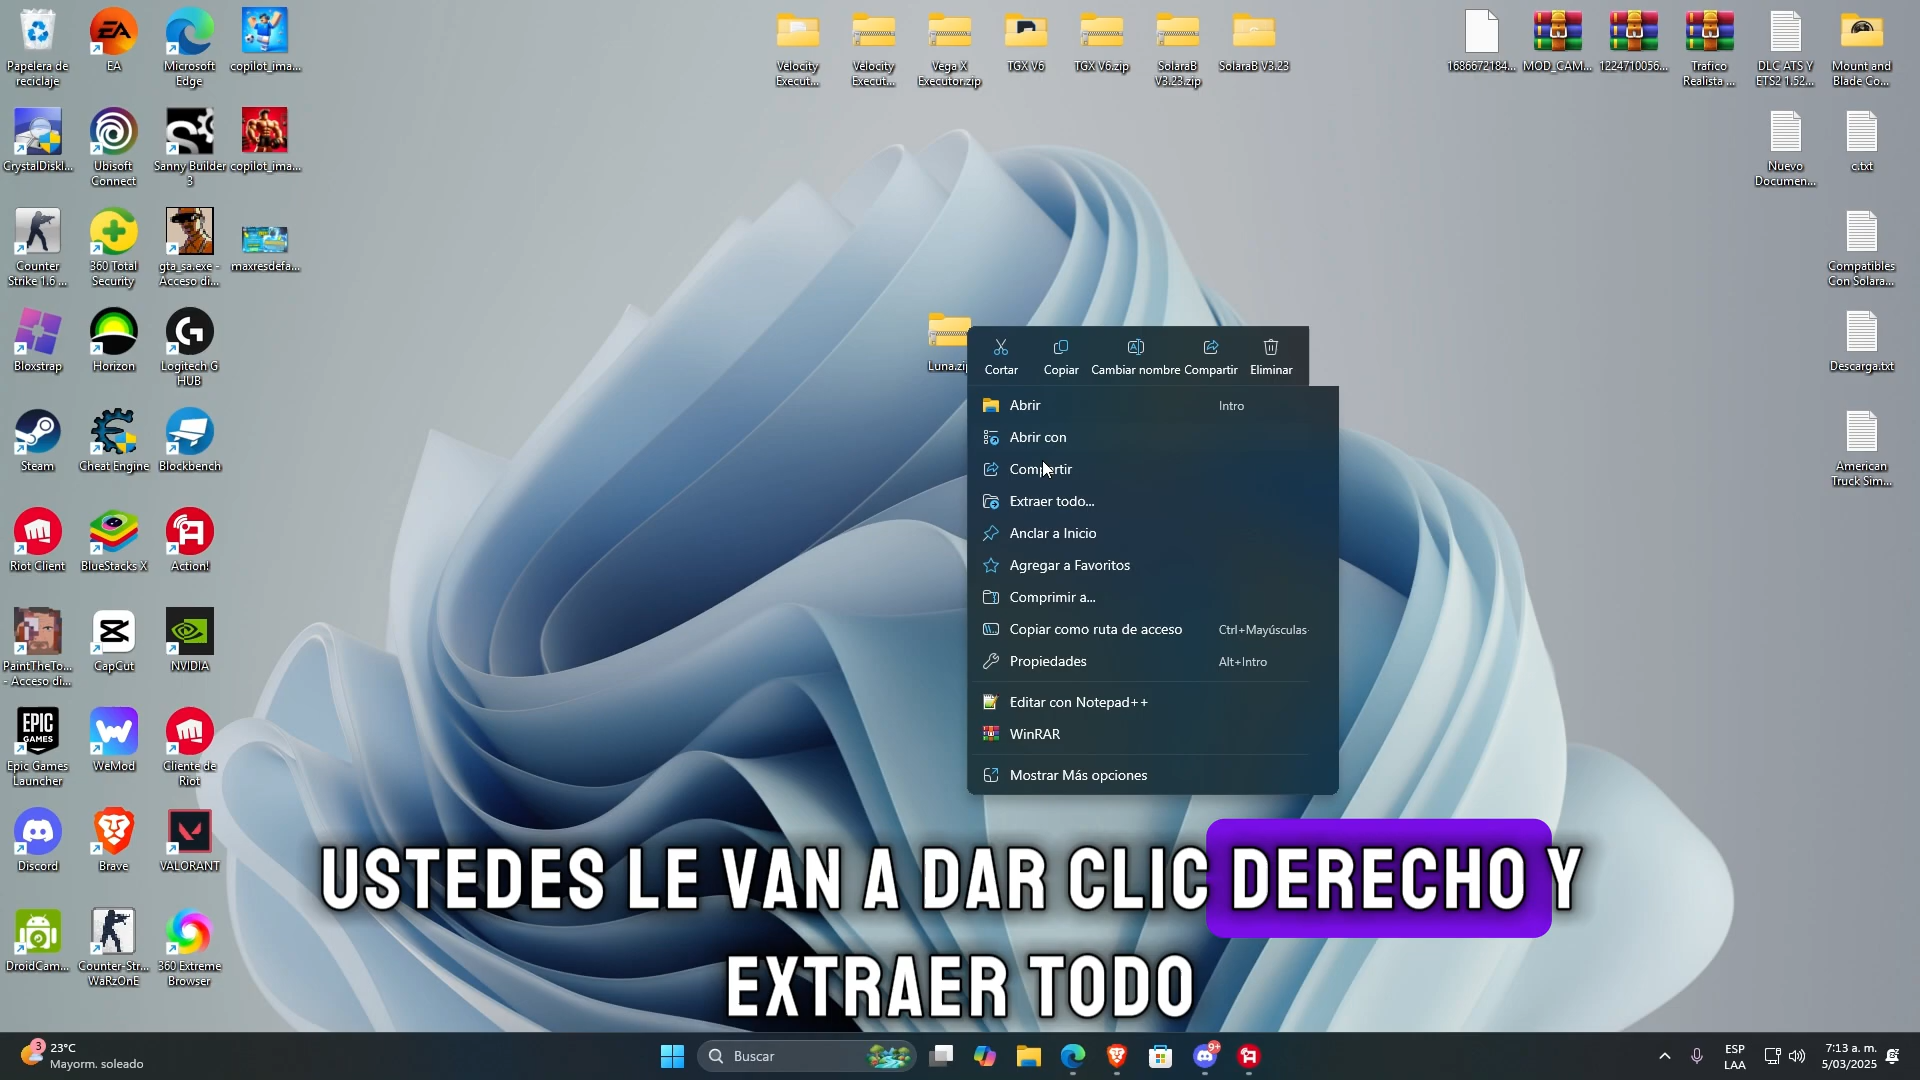 Papelera de
reciclaje
EA
Microsoft
Edge
copilot_ima...
Velocity
Execut...
Velocity
Execut...
Vega X
Executor.zip
TGX V6
TGX V6.zip
SolaraB
V3.23.zip
SolaraB V3.23
1686672184...
MOD_CAM...
1224710056...
Trafico
Realista ...
DLC ATS Y
ETS2 1.52...
Mount and
Blade Co...
CrystalDiskI...
Ubisoft
Connect
Sanny Builder
3
copilot_ima...
Nuevo
Documen...
c.txt
Counter
Strike 1.6 ...
360 Total
Security
gta_sa.exe -
Acceso di...
maxresdefa...
Compatibles
Con Solara...
Bloxstrap
Horizon
Logitech G
HUB
Luna.zip
Descarga.txt
Steam
Cheat Engine
Blockbench
American
Truck Sim...
Riot Client
BlueStacks X
Action!
PaintTheTo...
- Acceso di...
CapCut
NVIDIA
EPIC
GAMES
Epic Games
Launcher
WeMod
Cliente de
Riot
Discord
Brave
VALORANT
DroidCam...
Counter-Str...
WaRzOnE
360 Extreme
Browser
Cortar
Copiar
Cambiar nombre
Compartir
Eliminar
Abrir Intro
Abrir con
Compartir
Extraer todo...
Anclar a Inicio
Agregar a Favoritos
Comprimir a...
Copiar como ruta de acceso Ctrl+Mayúsculas
Propiedades Alt+Intro
Editar con Notepad++
WinRAR
Mostrar Más opciones
USTEDES LE VAN A DAR CLIC DERECHO Y
EXTRAER TODO
3
23°C
Mayorm. soleado
Buscar
9+
ESP
LAA
7:13 a. m.
5/03/2025